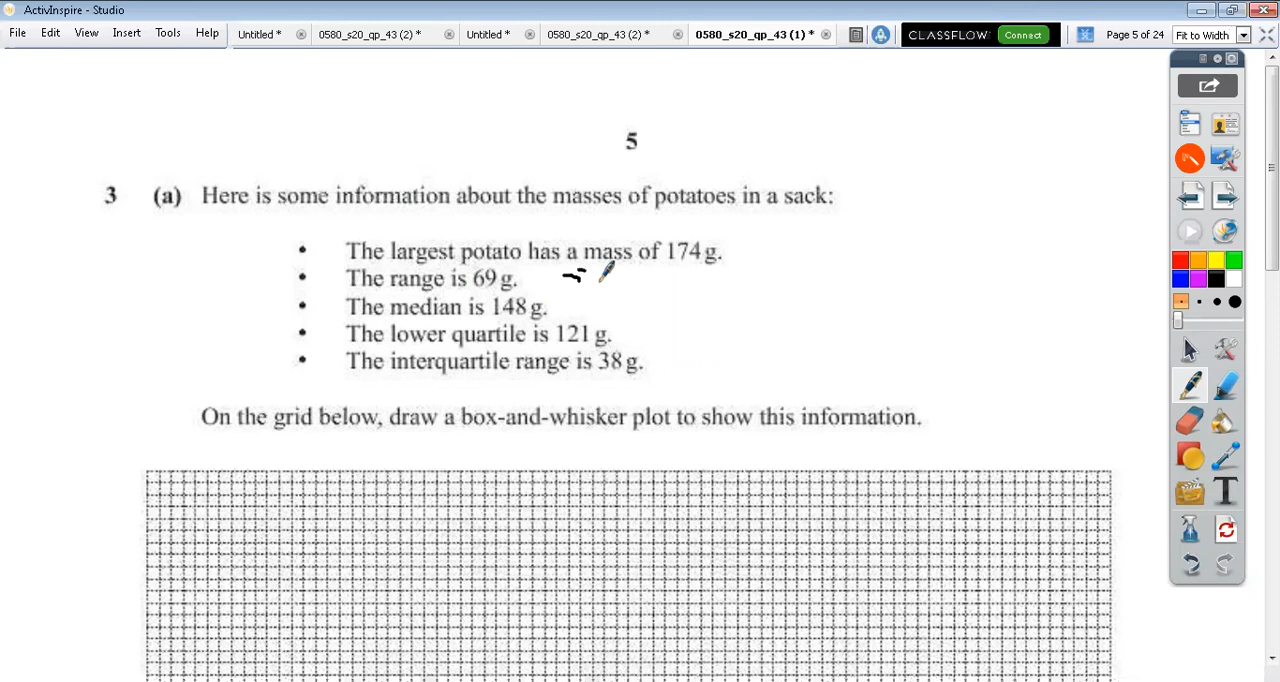 ActivInspire - Studio
File Edit View Insert Tools Help Untitled * 0580_s20_qp_43 (2) * Untitled * 0580_s20_qp_43 (2) * 0580_s20_qp_43 (1) * CLASSFLOW Connect Page 5 of 24 Fit to Width
5
3 (a) Here is some information about the masses of potatoes in a sack:
• The largest potato has a mass of 174 g.
• The range is 69 g.
• The median is 148 g.
• The lower quartile is 121 g.
• The interquartile range is 38 g.
On the grid below, draw a box-and-whisker plot to show this information.